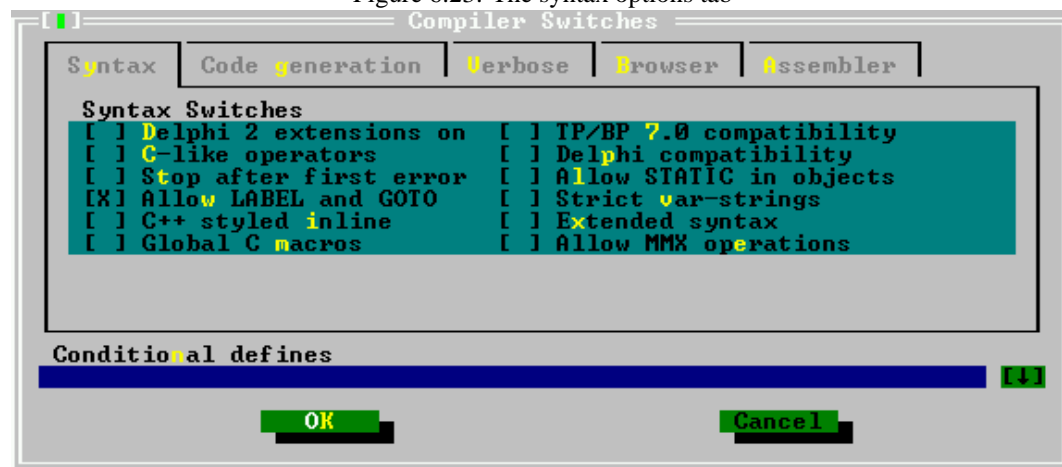 Figure 6.23: The syntax options tab
[ ] Compiler Switches
Syntax Code generation Verbose Browser Assembler
Syntax Switches
[ ] Delphi 2 extensions on [ ] TP/BP 7.0 compatibility
[ ] C-like operators [ ] Delphi compatibility
[ ] Stop after first error [ ] Allow STATIC in objects
[X] Allow LABEL and GOTO [ ] Strict var-strings
[ ] C++ styled inline [ ] Extended syntax
[ ] Global C macros [ ] Allow MMX operations
Conditional defines
[↓]
OK Cancel